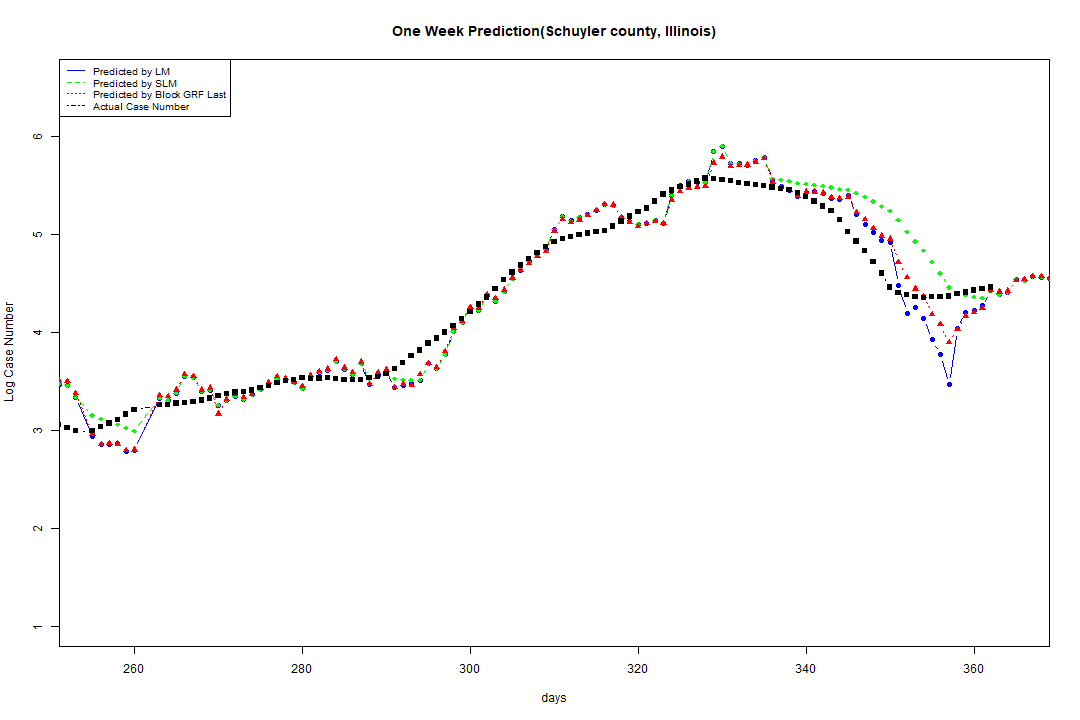 One Week Prediction(Schuyler county, Illinois)
Predicted by LM
Predicted by SLM
Predicted by Block GRF Last
Actual Case Number
6
5
4
3
2
1
Log Case Number
260 280 300 320 340 360
days